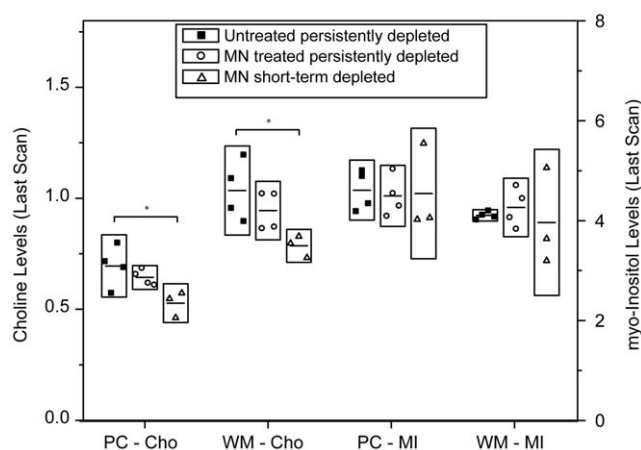 Untreated persistently depleted
MN treated persistently depleted
MN short-term depleted
Choline Levels (Last Scan)
myo-Inositol Levels (Last Scan)
1.5
1.0
0.5
0.0
8
6
4
2
0
*
*
PC - Cho
WM - Cho
PC - MI
WM - MI